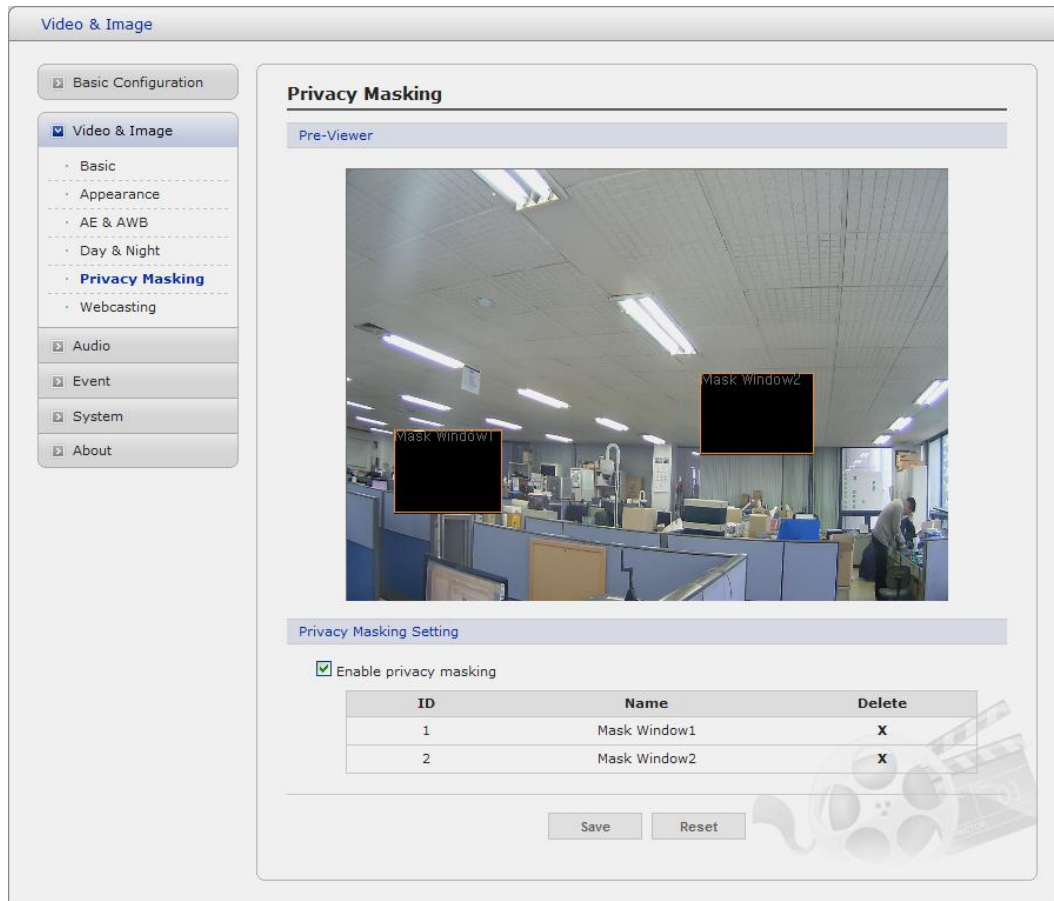 Video & Image
Basic Configuration
Video & Image
Basic
Appearance
AE & AWB
Day & Night
Privacy Masking
Webcasting
Audio
Event
System
About
Privacy Masking
Pre-Viewer
Mask Window2
Mask Window1
Privacy Masking Setting
Enable privacy masking
ID Name Delete
1 Mask Window1 X
2 Mask Window2 X
01
Save Reset